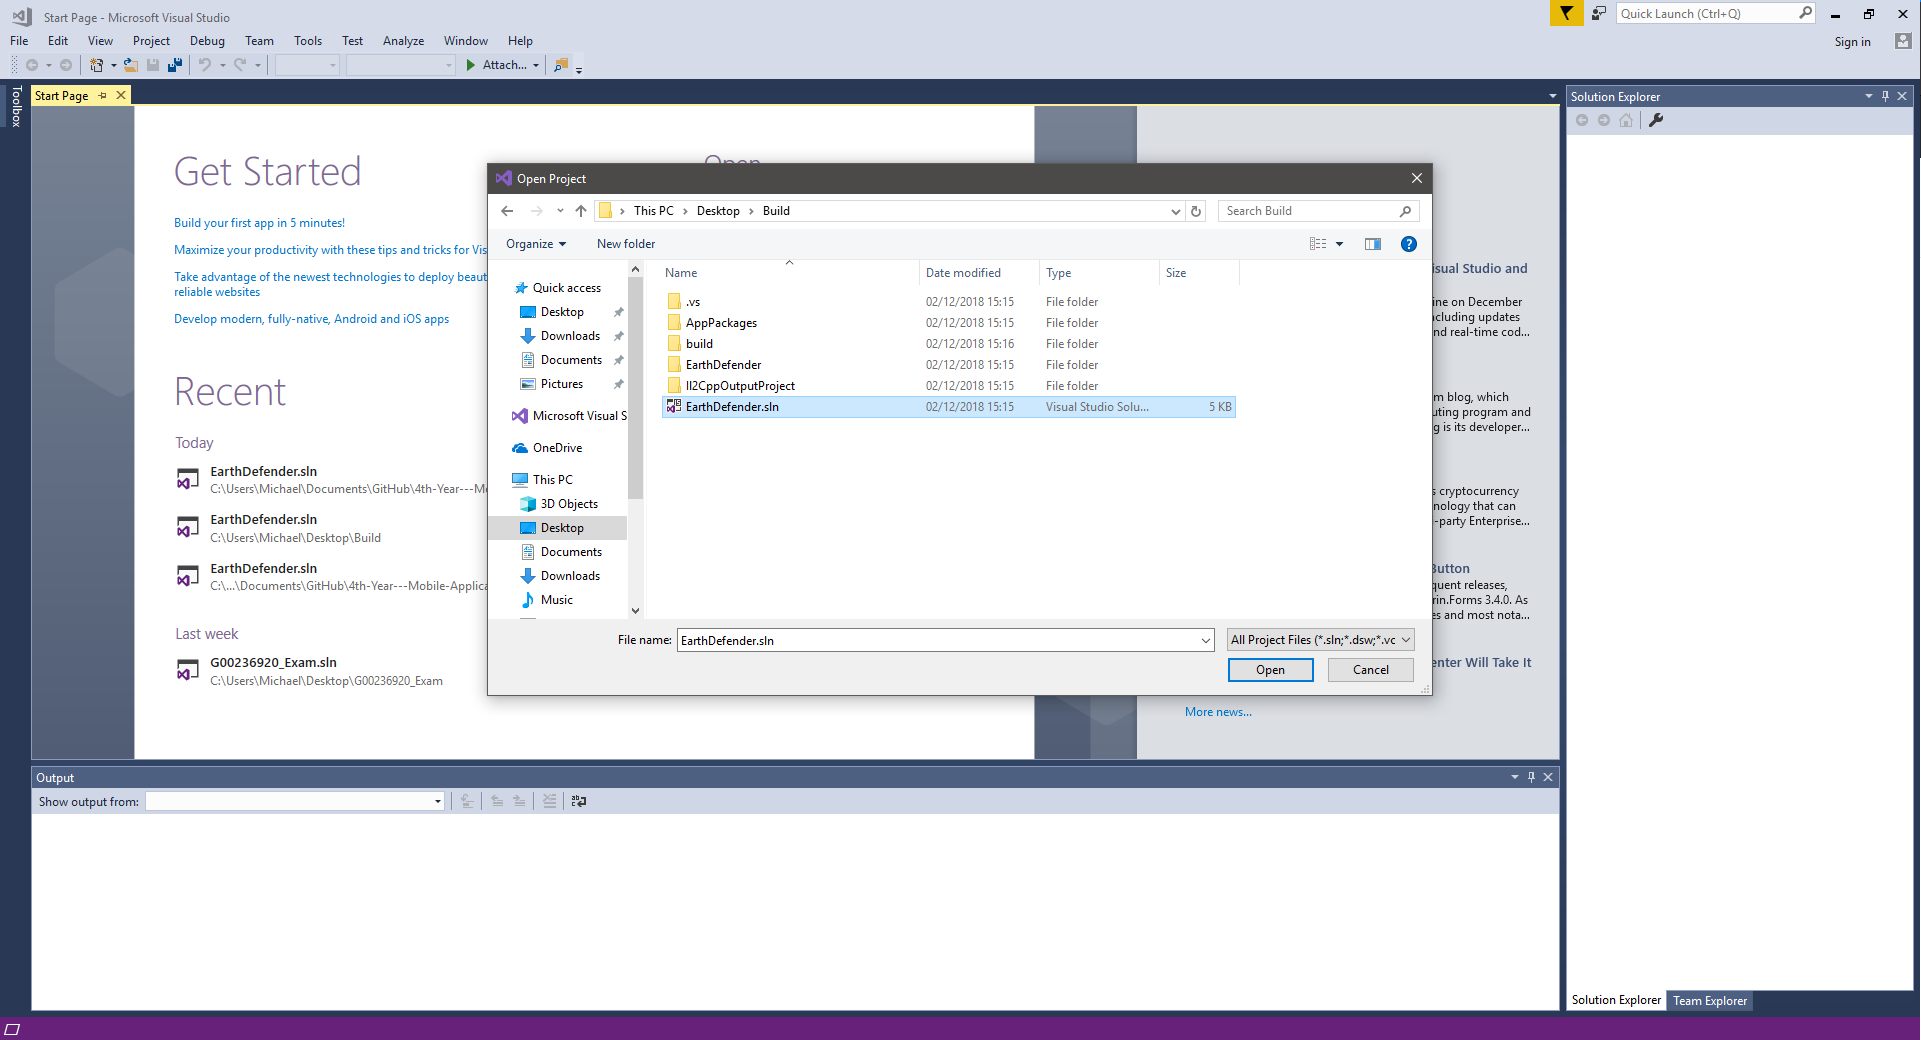 Start Page - Microsoft Visual Studio
Quick Launch (Ctrl+Q)
File Edit View Project Debug Team Tools Test Analyze Window Help
Sign in
Attach...
Toolbox
Start Page
Solution Explorer
Get Started
Build your first app in 5 minutes!
Maximize your productivity with these tips and tricks for Vis
Take advantage of the newest technologies to deploy beaut
reliable websites
Develop modern, fully-native, Android and iOS apps
Recent
Today
EarthDefender.sln
C:\Users\Michael\Documents\GitHub\4th-Year---Mo
EarthDefender.sln
C:\Users\Michael\Desktop\Build
EarthDefender.sln
C:\...\Documents\GitHub\4th-Year---Mobile-Applica
Last week
G00236920_Exam.sln
C:\Users\Michael\Desktop\G00236920_Exam
Open
Open Project
This PC > Desktop > Build
Search Build
Organize New folder
Quick access
Desktop
Downloads
Documents
Pictures
Microsoft Visual S
OneDrive
This PC
3D Objects
Desktop
Documents
Downloads
Music
Name Date modified Type Size
.vs 02/12/2018 15:15 File folder
AppPackages 02/12/2018 15:15 File folder
build 02/12/2018 15:16 File folder
EarthDefender 02/12/2018 15:15 File folder
Il2CppOutputProject 02/12/2018 15:15 File folder
EarthDefender.sln 02/12/2018 15:15 Visual Studio Solu... 5 KB
File name: EarthDefender.sln All Project Files (*.sln;*.dsw;*.vc
Open Cancel
isual Studio and
ine on December
ncluding updates
nd real-time cod...
m blog, which
uting program and
g is its developer...
s cryptocurrency
nology that can
-party Enterprise...
Button
quent releases,
rin.Forms 3.4.0. As
es and most nota...
enter Will Take It
More news...
Output
Show output from:
Solution Explorer Team Explorer